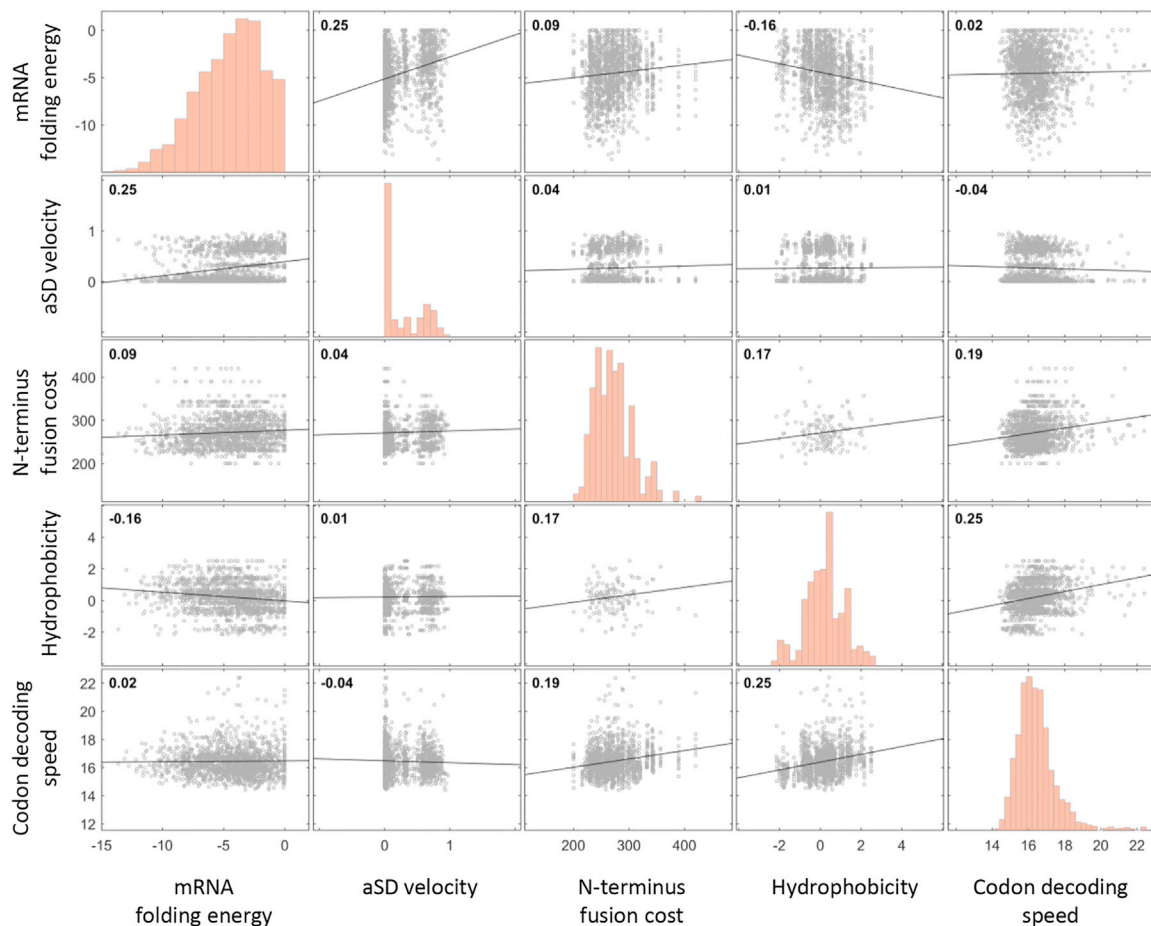 mRNA
folding energy
0
-5
-10
0.25
0.09
-0.16
0.02
aSD velocity
1
0
0.25
0.04
0.01
-0.04
N-terminus
fusion cost
400
300
200
0.09
0.04
0.17
0.19
Hydrophobicity
4
2
0
-2
-0.16
0.01
0.17
0.25
Codon decoding
speed
22
20
18
16
14
12
0.02
-0.04
0.19
0.25
-15 -10 -5 0
0 1
200 300 400
-2 0 2 4
14 16 18 20 22
mRNA
folding energy
aSD velocity
N-terminus
fusion cost
Hydrophobicity
Codon decoding
speed